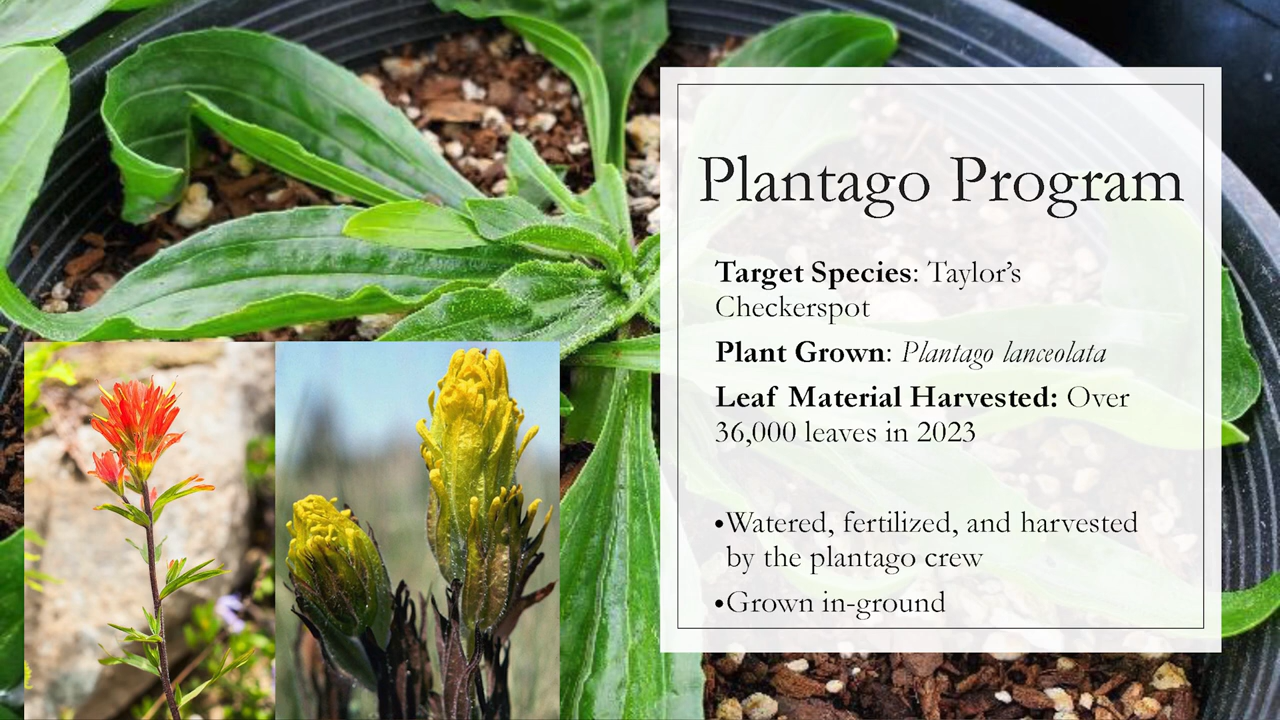 Plantago Program
Target Species: Taylor’s
Checkerspot
Plant Grown: Plantago lanceolata
Leaf Material Harvested: Over
36,000 leaves in 2023
•Watered, fertilized, and harvested
by the plantago crew
•Grown in-ground